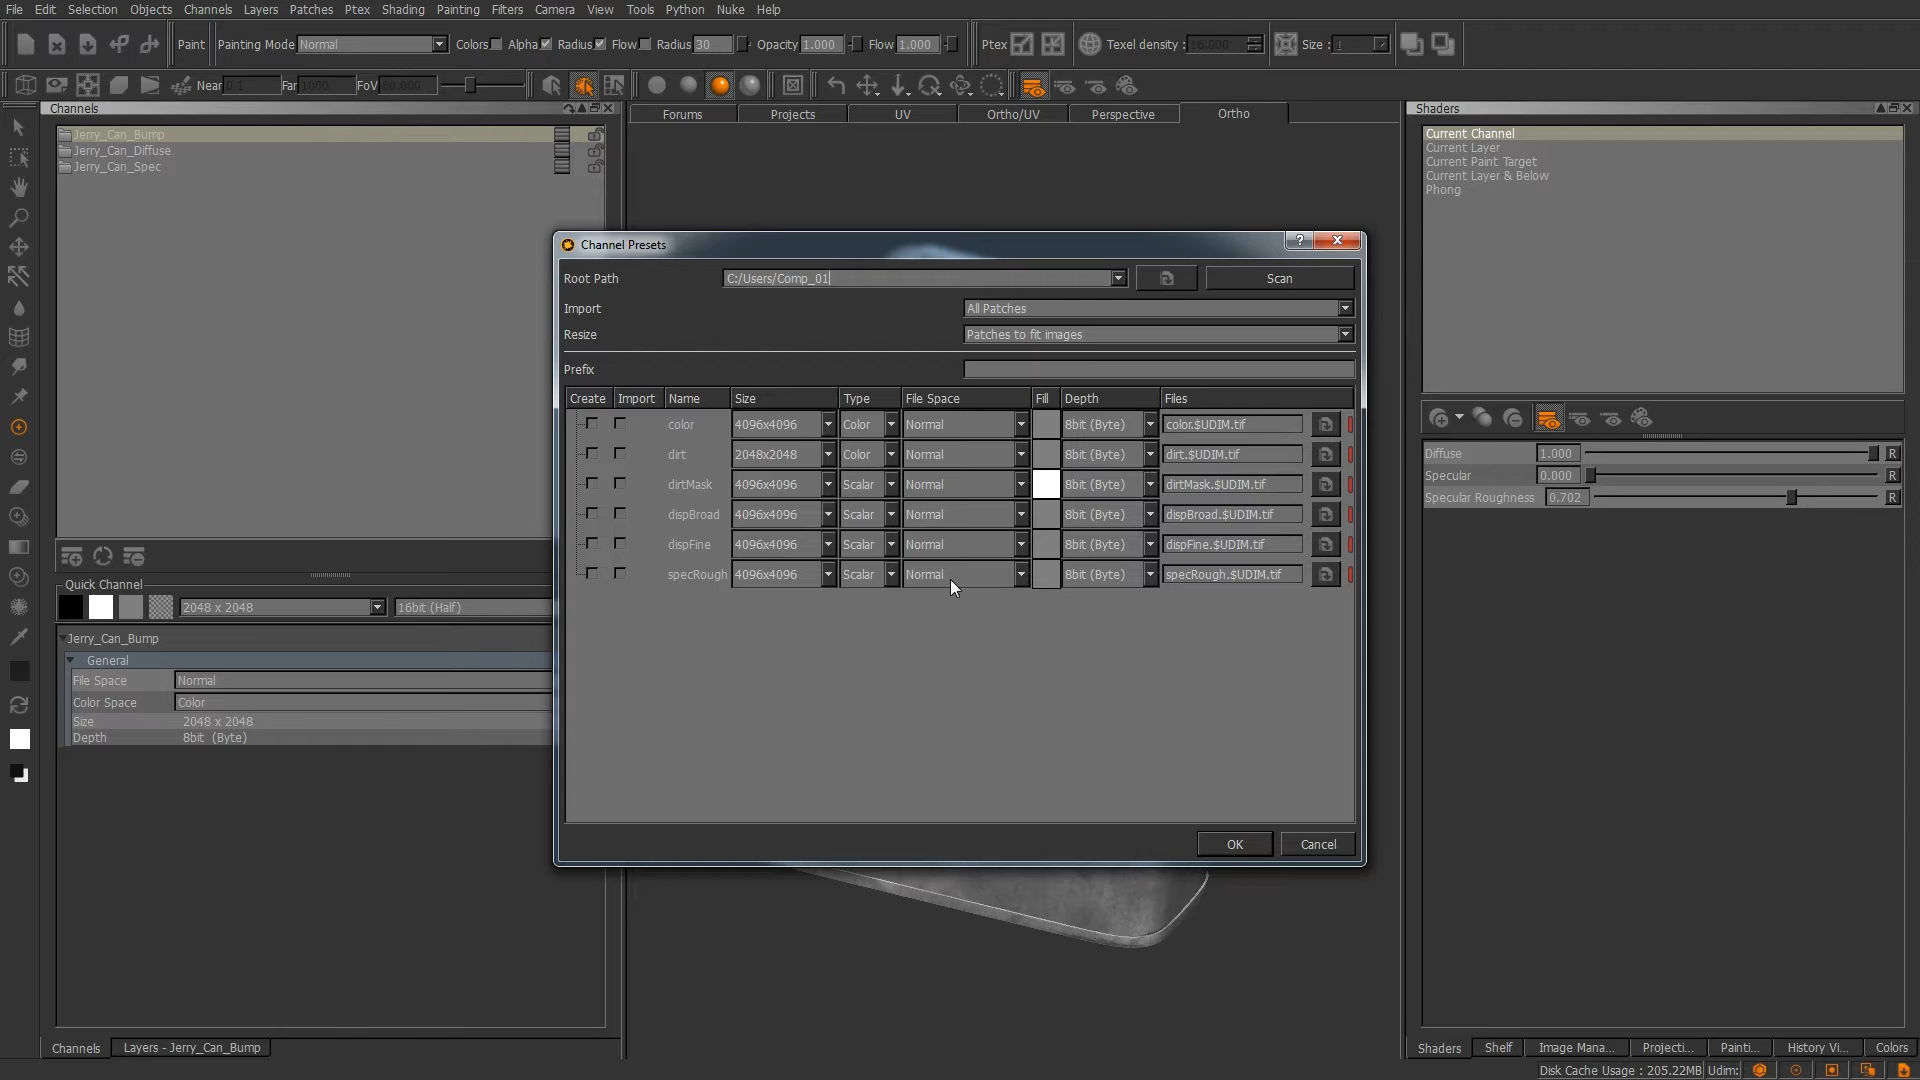 File Edit Selection Objects Channels Layers Patches Ptex Shading Painting Filters Camera View Tools Python Nuke Help
Paint Painting Mode Normal Colors Alpha Radius Flow Radius 30 Opacity 1.000 Flow 1.000 Ptex Texel density : 16.000 Size : 1
Near 0.1 Far 1000 FoV 60.000
Channels
Jerry_Can_Bump
Jerry_Can_Diffuse
Jerry_Can_Spec
Forums Projects UV Ortho/UV Perspective Ortho
Shaders
Current Channel
Current Layer
Current Paint Target
Current Layer & Below
Phong
Channel Presets
Root Path C:/Users/Comp_01 Scan
Import All Patches
Resize Patches to fit images
Prefix
Create Import Name Size Type File Space Fill Depth Files
color 4096x4096 Color Normal 8bit (Byte) color.$UDIM.tif
dirt 2048x2048 Color Normal 8bit (Byte) dirt.$UDIM.tif
dirtMask 4096x4096 Scalar Normal 8bit (Byte) dirtMask.$UDIM.tif
dispBroad 4096x4096 Scalar Normal 8bit (Byte) dispBroad.$UDIM.tif
dispFine 4096x4096 Scalar Normal 8bit (Byte) dispFine.$UDIM.tif
specRough 4096x4096 Scalar Normal 8bit (Byte) specRough.$UDIM.tif
OK Cancel
Diffuse 1.000 R
Specular 0.000 R
Specular Roughness 0.702 R
Quick Channel
2048 x 2048 16bit (Half)
Jerry_Can_Bump
General
File Space Normal
Color Space Color
Size 2048 x 2048
Depth 8bit (Byte)
Channels Layers - Jerry_Can_Bump
Shaders Shelf Image Mana... Projecti... Painti... History Vi... Colors
Disk Cache Usage : 205.22MB Udim: